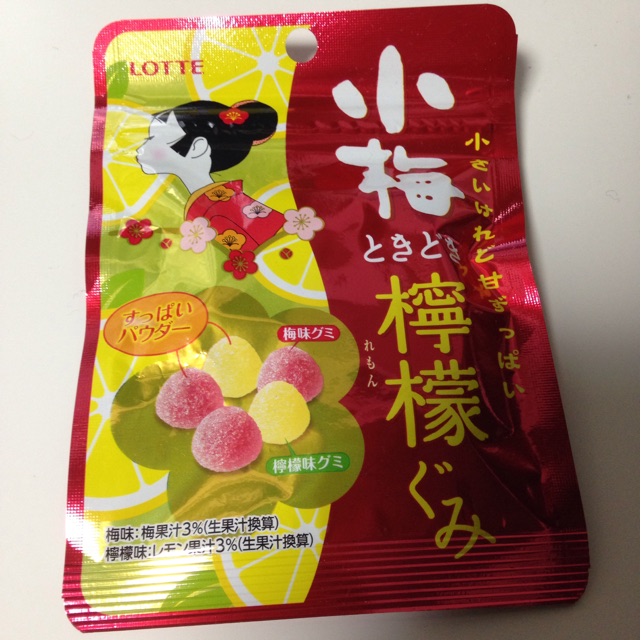 LOTTE
小梅
ときどき
檸檬ぐみ
れもん
小さいけれど甘ずっぱい
すっぱい
パウダー
梅味グミ
檸檬味グミ
梅味:梅果汁3%(生果汁換算)
檸檬味:レモン果汁3%(生果汁換算)